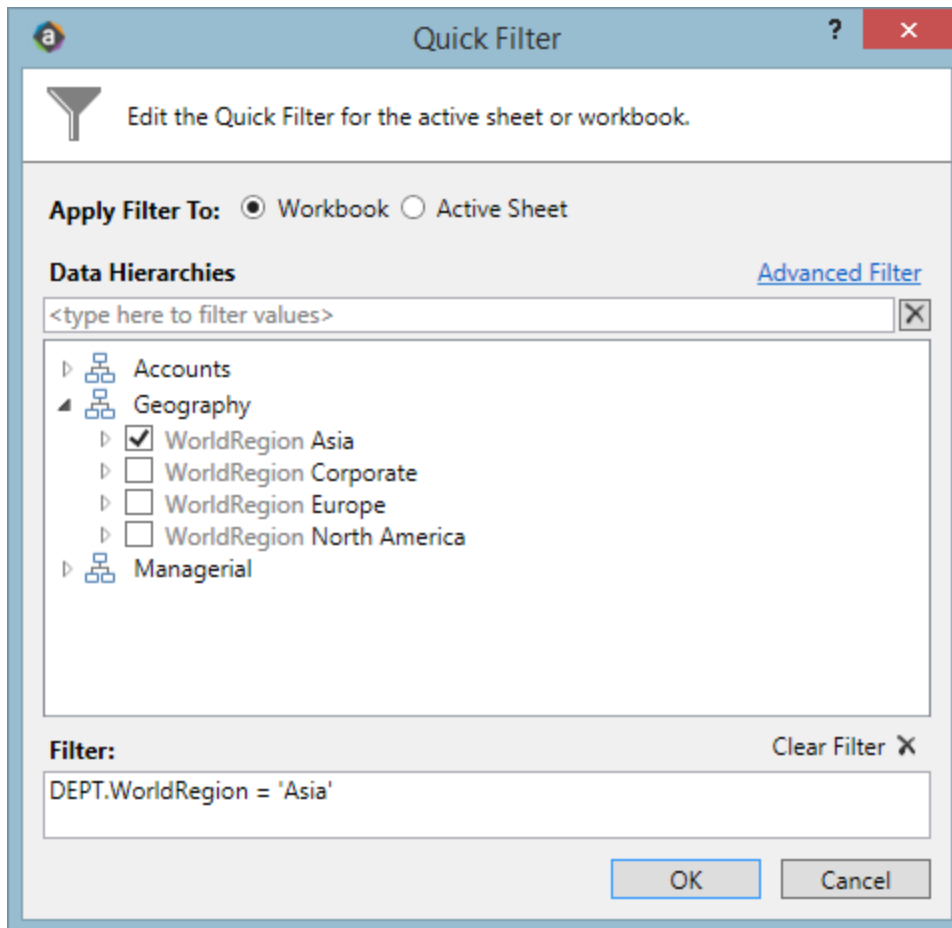 Quick Filter
?
Edit the Quick Filter for the active sheet or workbook.
Apply Filter To: Workbook Active Sheet
Data Hierarchies Advanced Filter
<type here to filter values>
Accounts
Geography
WorldRegion Asia
WorldRegion Corporate
WorldRegion Europe
WorldRegion North America
Managerial
Filter: Clear Filter
DEPT.WorldRegion = 'Asia'
OK Cancel